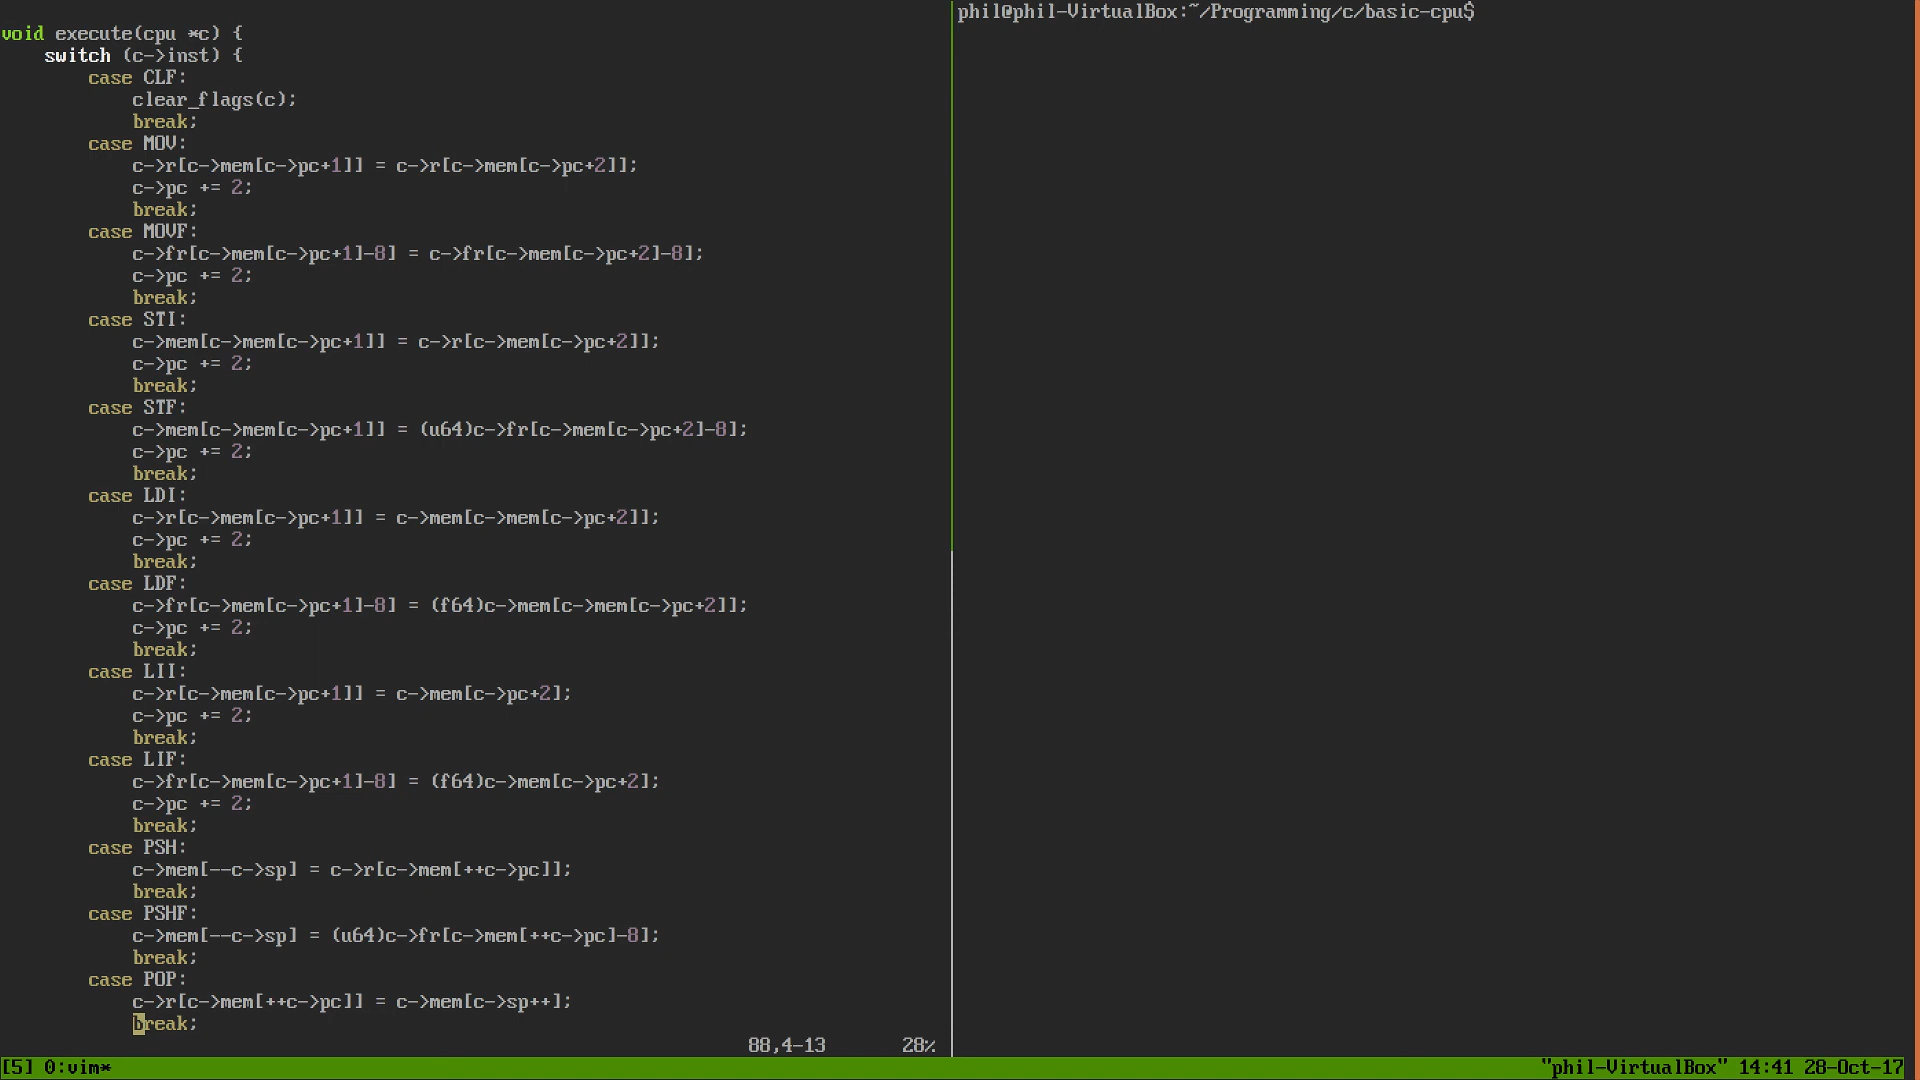 void execute(cpu *c) {
    switch (c->inst) {
        case CLF:
            clear_flags(c);
            break;
        case MOV:
            c->r[c->mem[c->pc+1]] = c->r[c->mem[c->pc+2]];
            c->pc += 2;
            break;
        case MOVF:
            c->fr[c->mem[c->pc+1]-8] = c->fr[c->mem[c->pc+2]-8];
            c->pc += 2;
            break;
        case STI:
            c->mem[c->mem[c->pc+1]] = c->r[c->mem[c->pc+2]];
            c->pc += 2;
            break;
        case STF:
            c->mem[c->mem[c->pc+1]] = (u64)c->fr[c->mem[c->pc+2]-8];
            c->pc += 2;
            break;
        case LDI:
            c->r[c->mem[c->pc+1]] = c->mem[c->mem[c->pc+2]];
            c->pc += 2;
            break;
        case LDF:
            c->fr[c->mem[c->pc+1]-8] = (f64)c->mem[c->mem[c->pc+2]];
            c->pc += 2;
            break;
        case LII:
            c->r[c->mem[c->pc+1]] = c->mem[c->pc+2];
            c->pc += 2;
            break;
        case LIF:
            c->fr[c->mem[c->pc+1]-8] = (f64)c->mem[c->pc+2];
            c->pc += 2;
            break;
        case PSH:
            c->mem[--c->sp] = c->r[c->mem[++c->pc]];
            break;
        case PSHF:
            c->mem[--c->sp] = (u64)c->fr[c->mem[++c->pc]-8];
            break;
        case POP:
            c->r[c->mem[++c->pc]] = c->mem[c->sp++];
            break;
88,4-13 28%
phil@phil-VirtualBox:~/Programming/c/basic-cpu$
[5] 0:vim* "phil-VirtualBox" 14:41 28-Oct-17